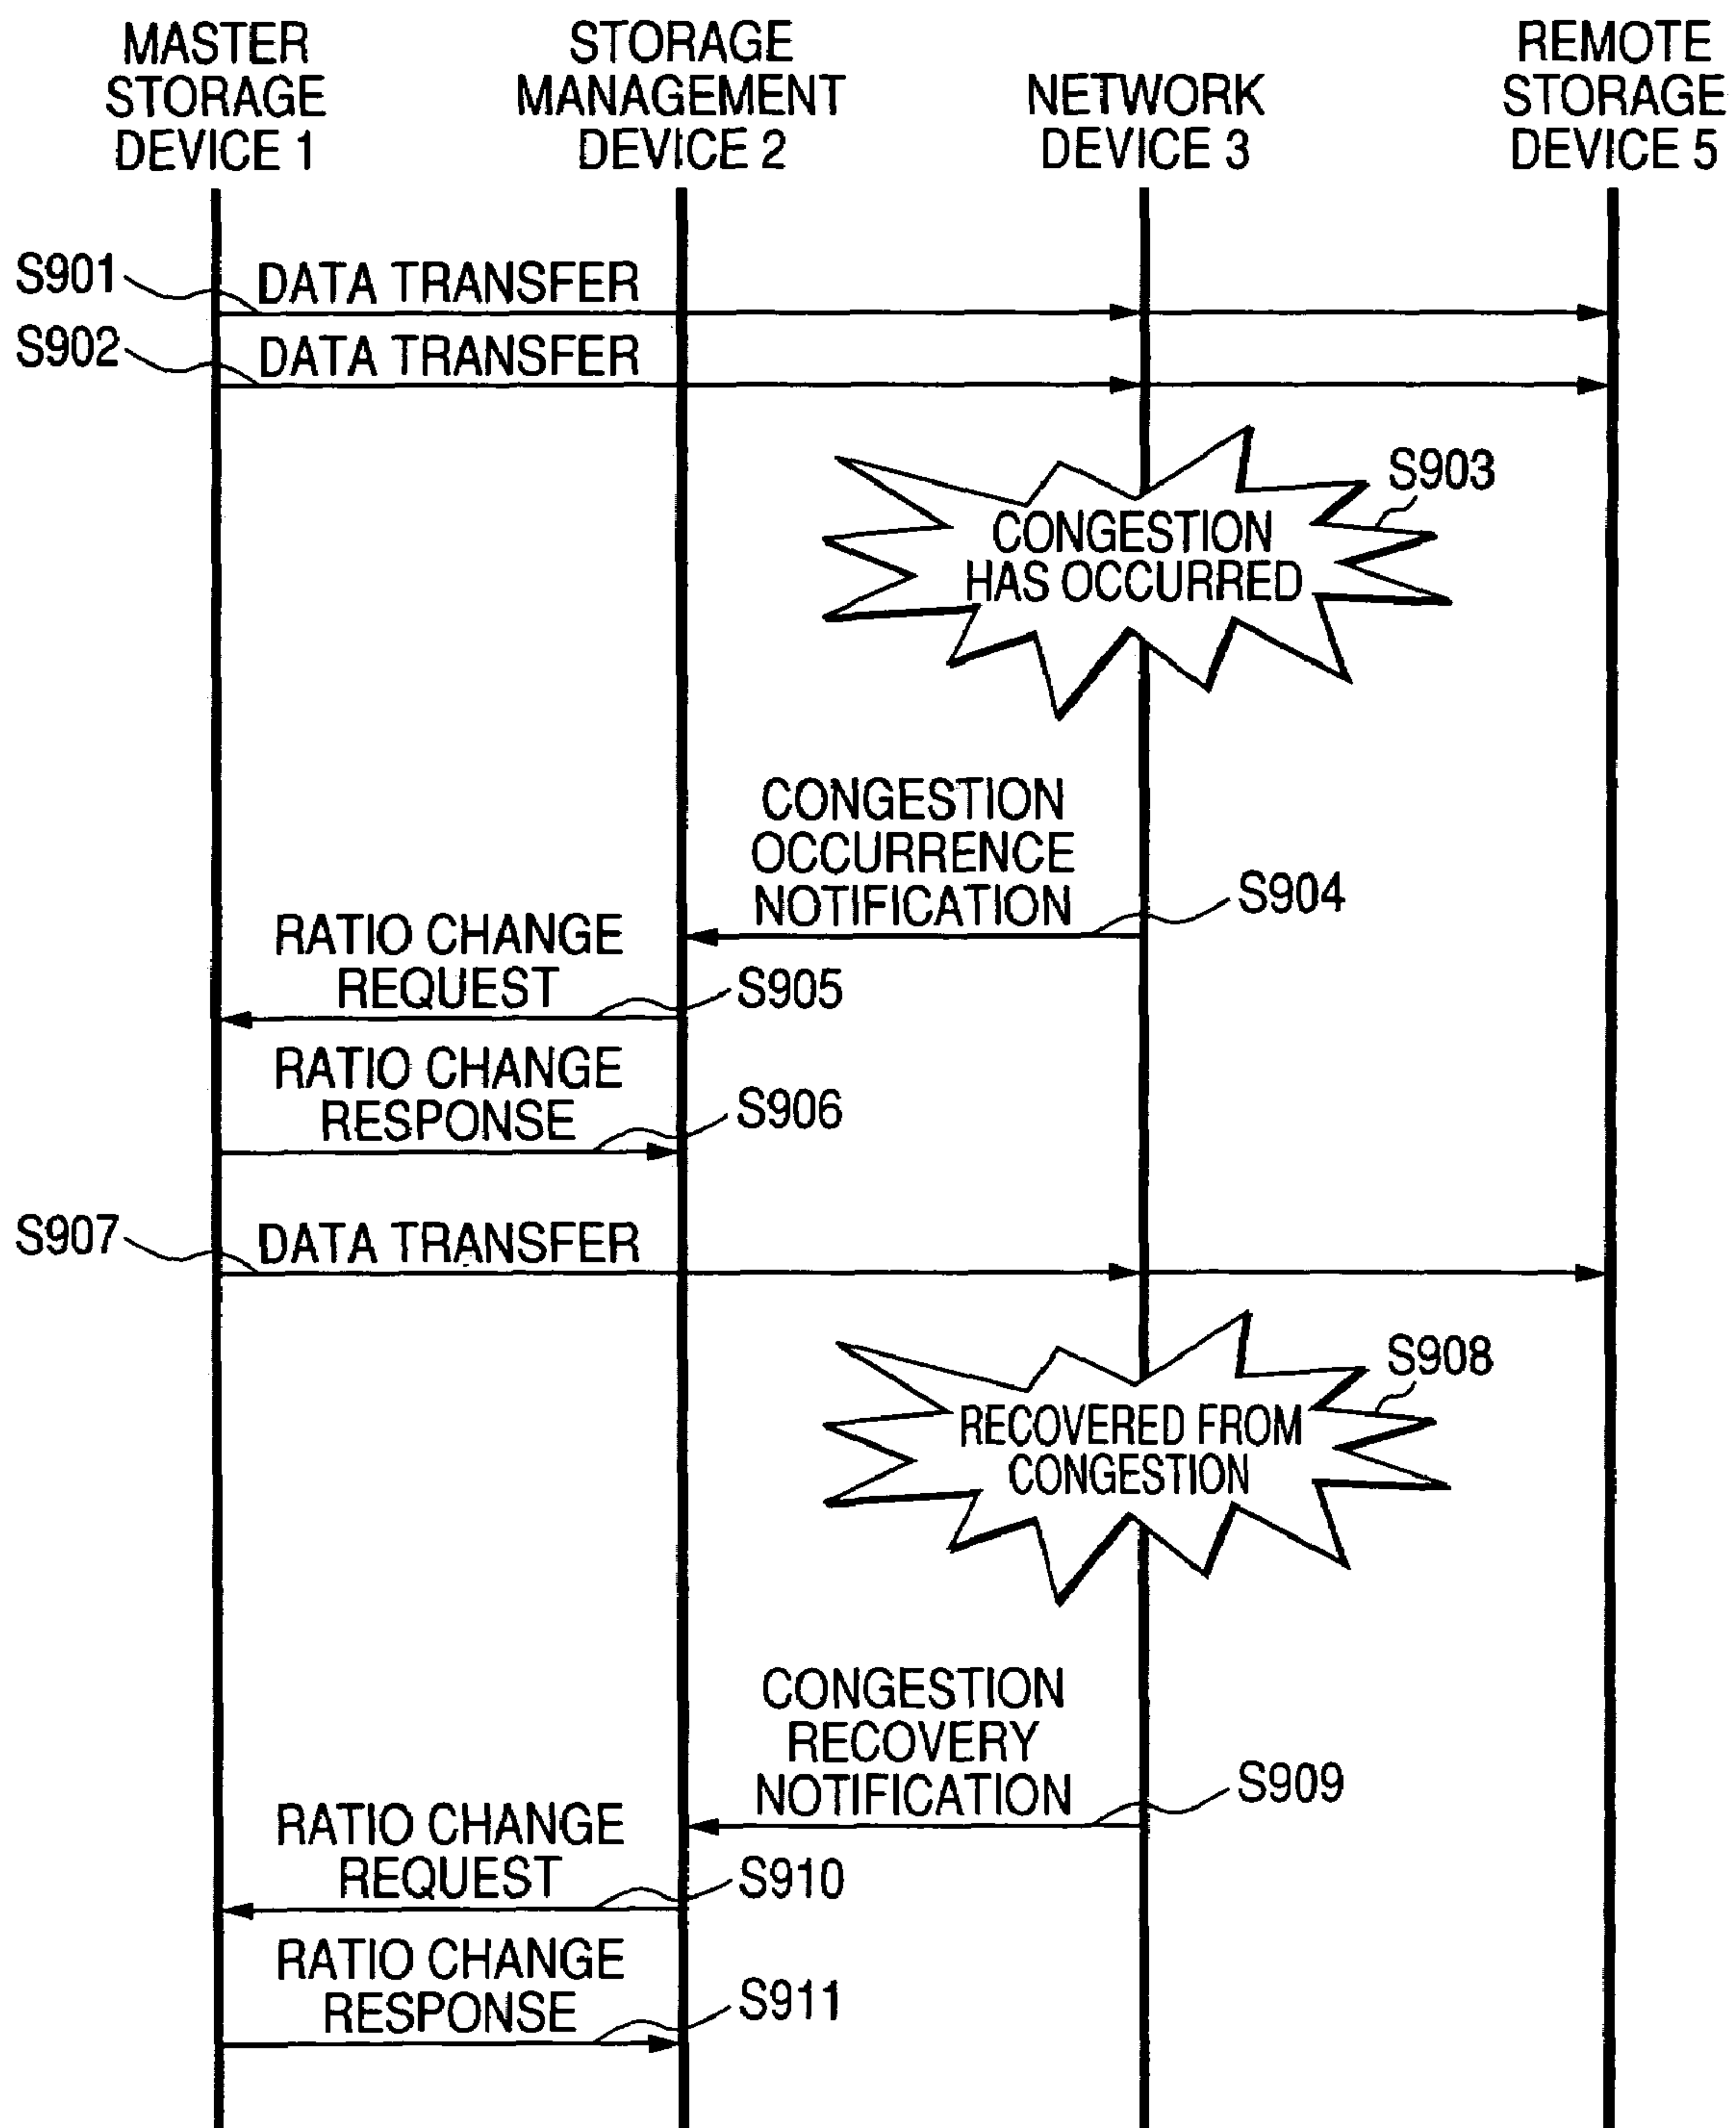 MASTER
STORAGE
DEVICE 1
STORAGE
MANAGEMENT
DEVICE 2
NETWORK
DEVICE 3
REMOTE
STORAGE
DEVICE 5
S901
DATA TRANSFER
S902
DATA TRANSFER
S903
CONGESTION
HAS OCCURRED
CONGESTION
OCCURRENCE
NOTIFICATION
S904
RATIO CHANGE
REQUEST
S905
RATIO CHANGE
RESPONSE
S906
S907
DATA TRANSFER
S908
RECOVERED FROM
CONGESTION
CONGESTION
RECOVERY
NOTIFICATION
S909
RATIO CHANGE
REQUEST
S910
RATIO CHANGE
RESPONSE
S911